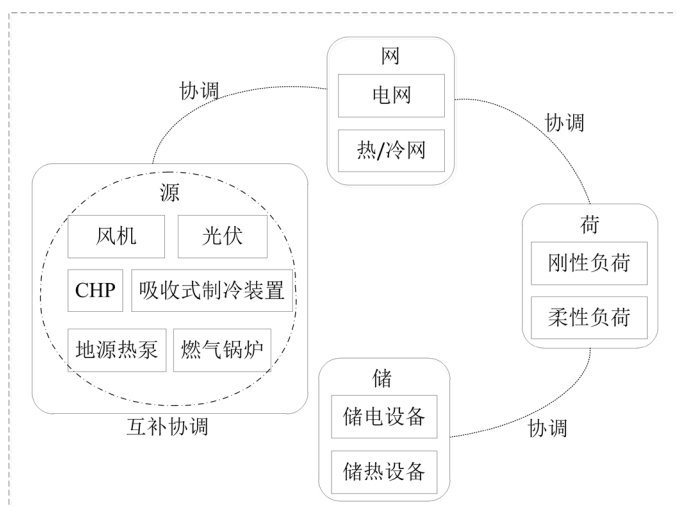 网
电网
热/冷网
协调
协调
源
风机
光伏
CHP
吸收式制冷装置
地源热泵
燃气锅炉
互补协调
荷
刚性负荷
柔性负荷
储
储电设备
储热设备
协调